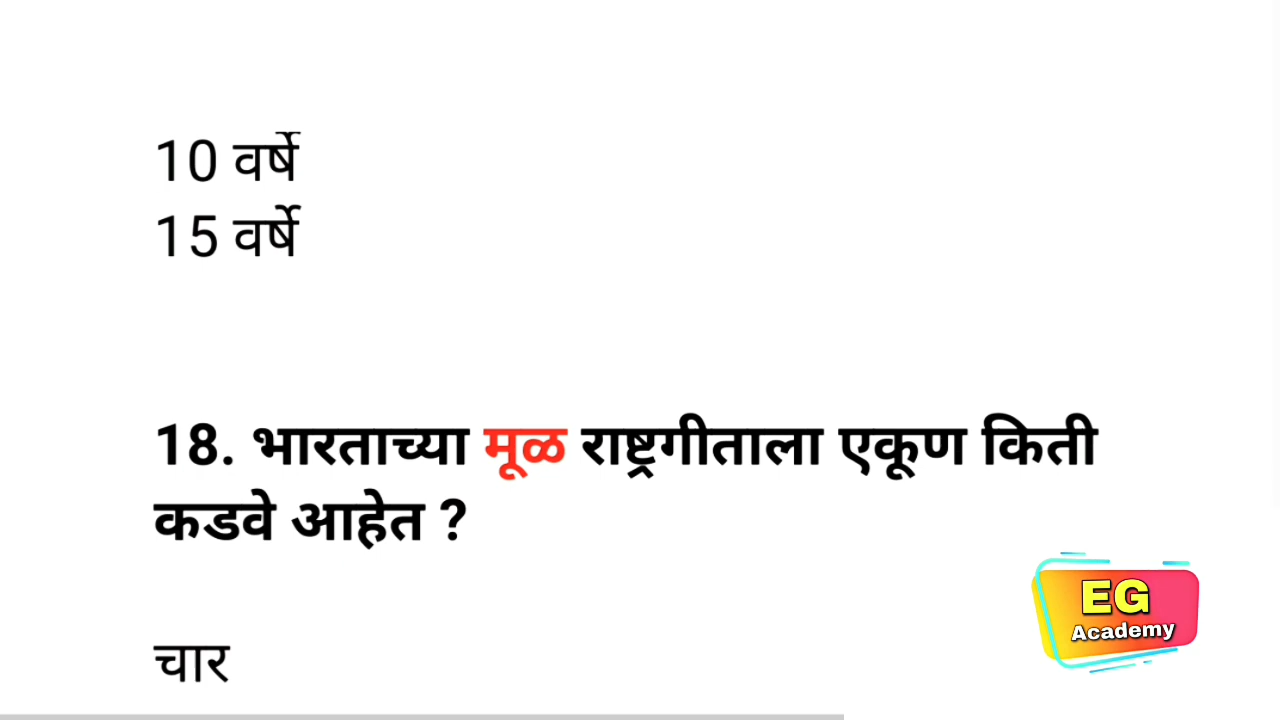 10 वर्षे
15 वर्षे
18. भारताच्या मूळ राष्ट्रगीताला एकूण किती
कडवे आहेत ?
चार
EG
Academy